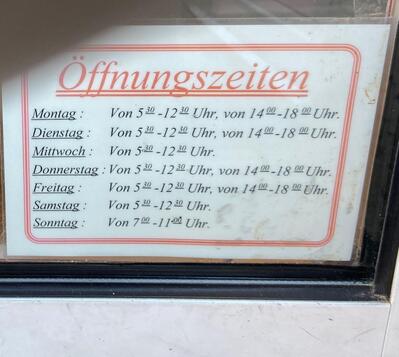 Öffnungszeiten
Montag : Von 5 30 -12 30 Uhr, von 14 00 -18 00 Uhr.
Dienstag : Von 5 30 -12 30 Uhr, von 14 00 -18 00 Uhr.
Mittwoch : Von 5 30 -12 30 Uhr.
Donnerstag : Von 5 30 -12 30 Uhr, von 14 00 -18 00 Uhr.
Freitag : Von 5 30 -12 30 Uhr, von 14 00 -18 00 Uhr.
Samstag : Von 5 30 -12 30 Uhr.
Sonntag : Von 7 00 -11 00 Uhr.